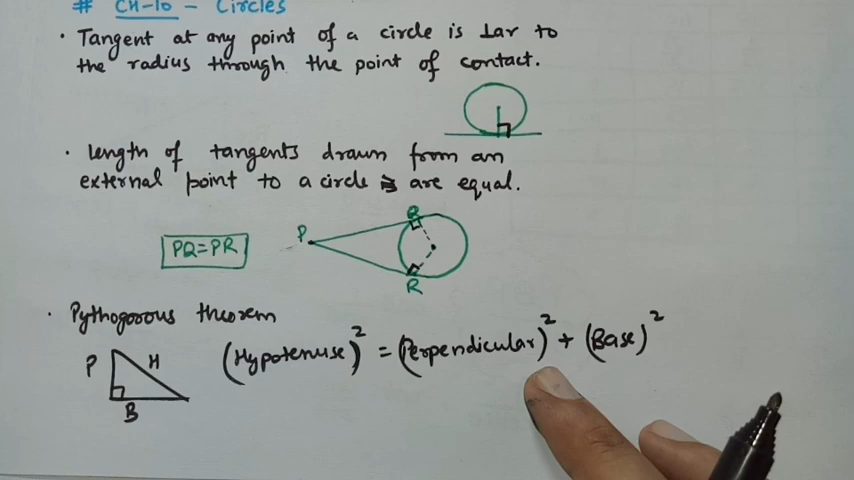 # CH-10 - Circles
· Tangent at any point of a circle is ⊥ar to
the radius through the point of contact.
· Length of tangents drawn from an
external point to a circle are equal.
PQ=PR
P
Q
R
· Pythogorous theorem
(Hypotenuse)² = (Perpendicular)² + (Base)²
P H
B